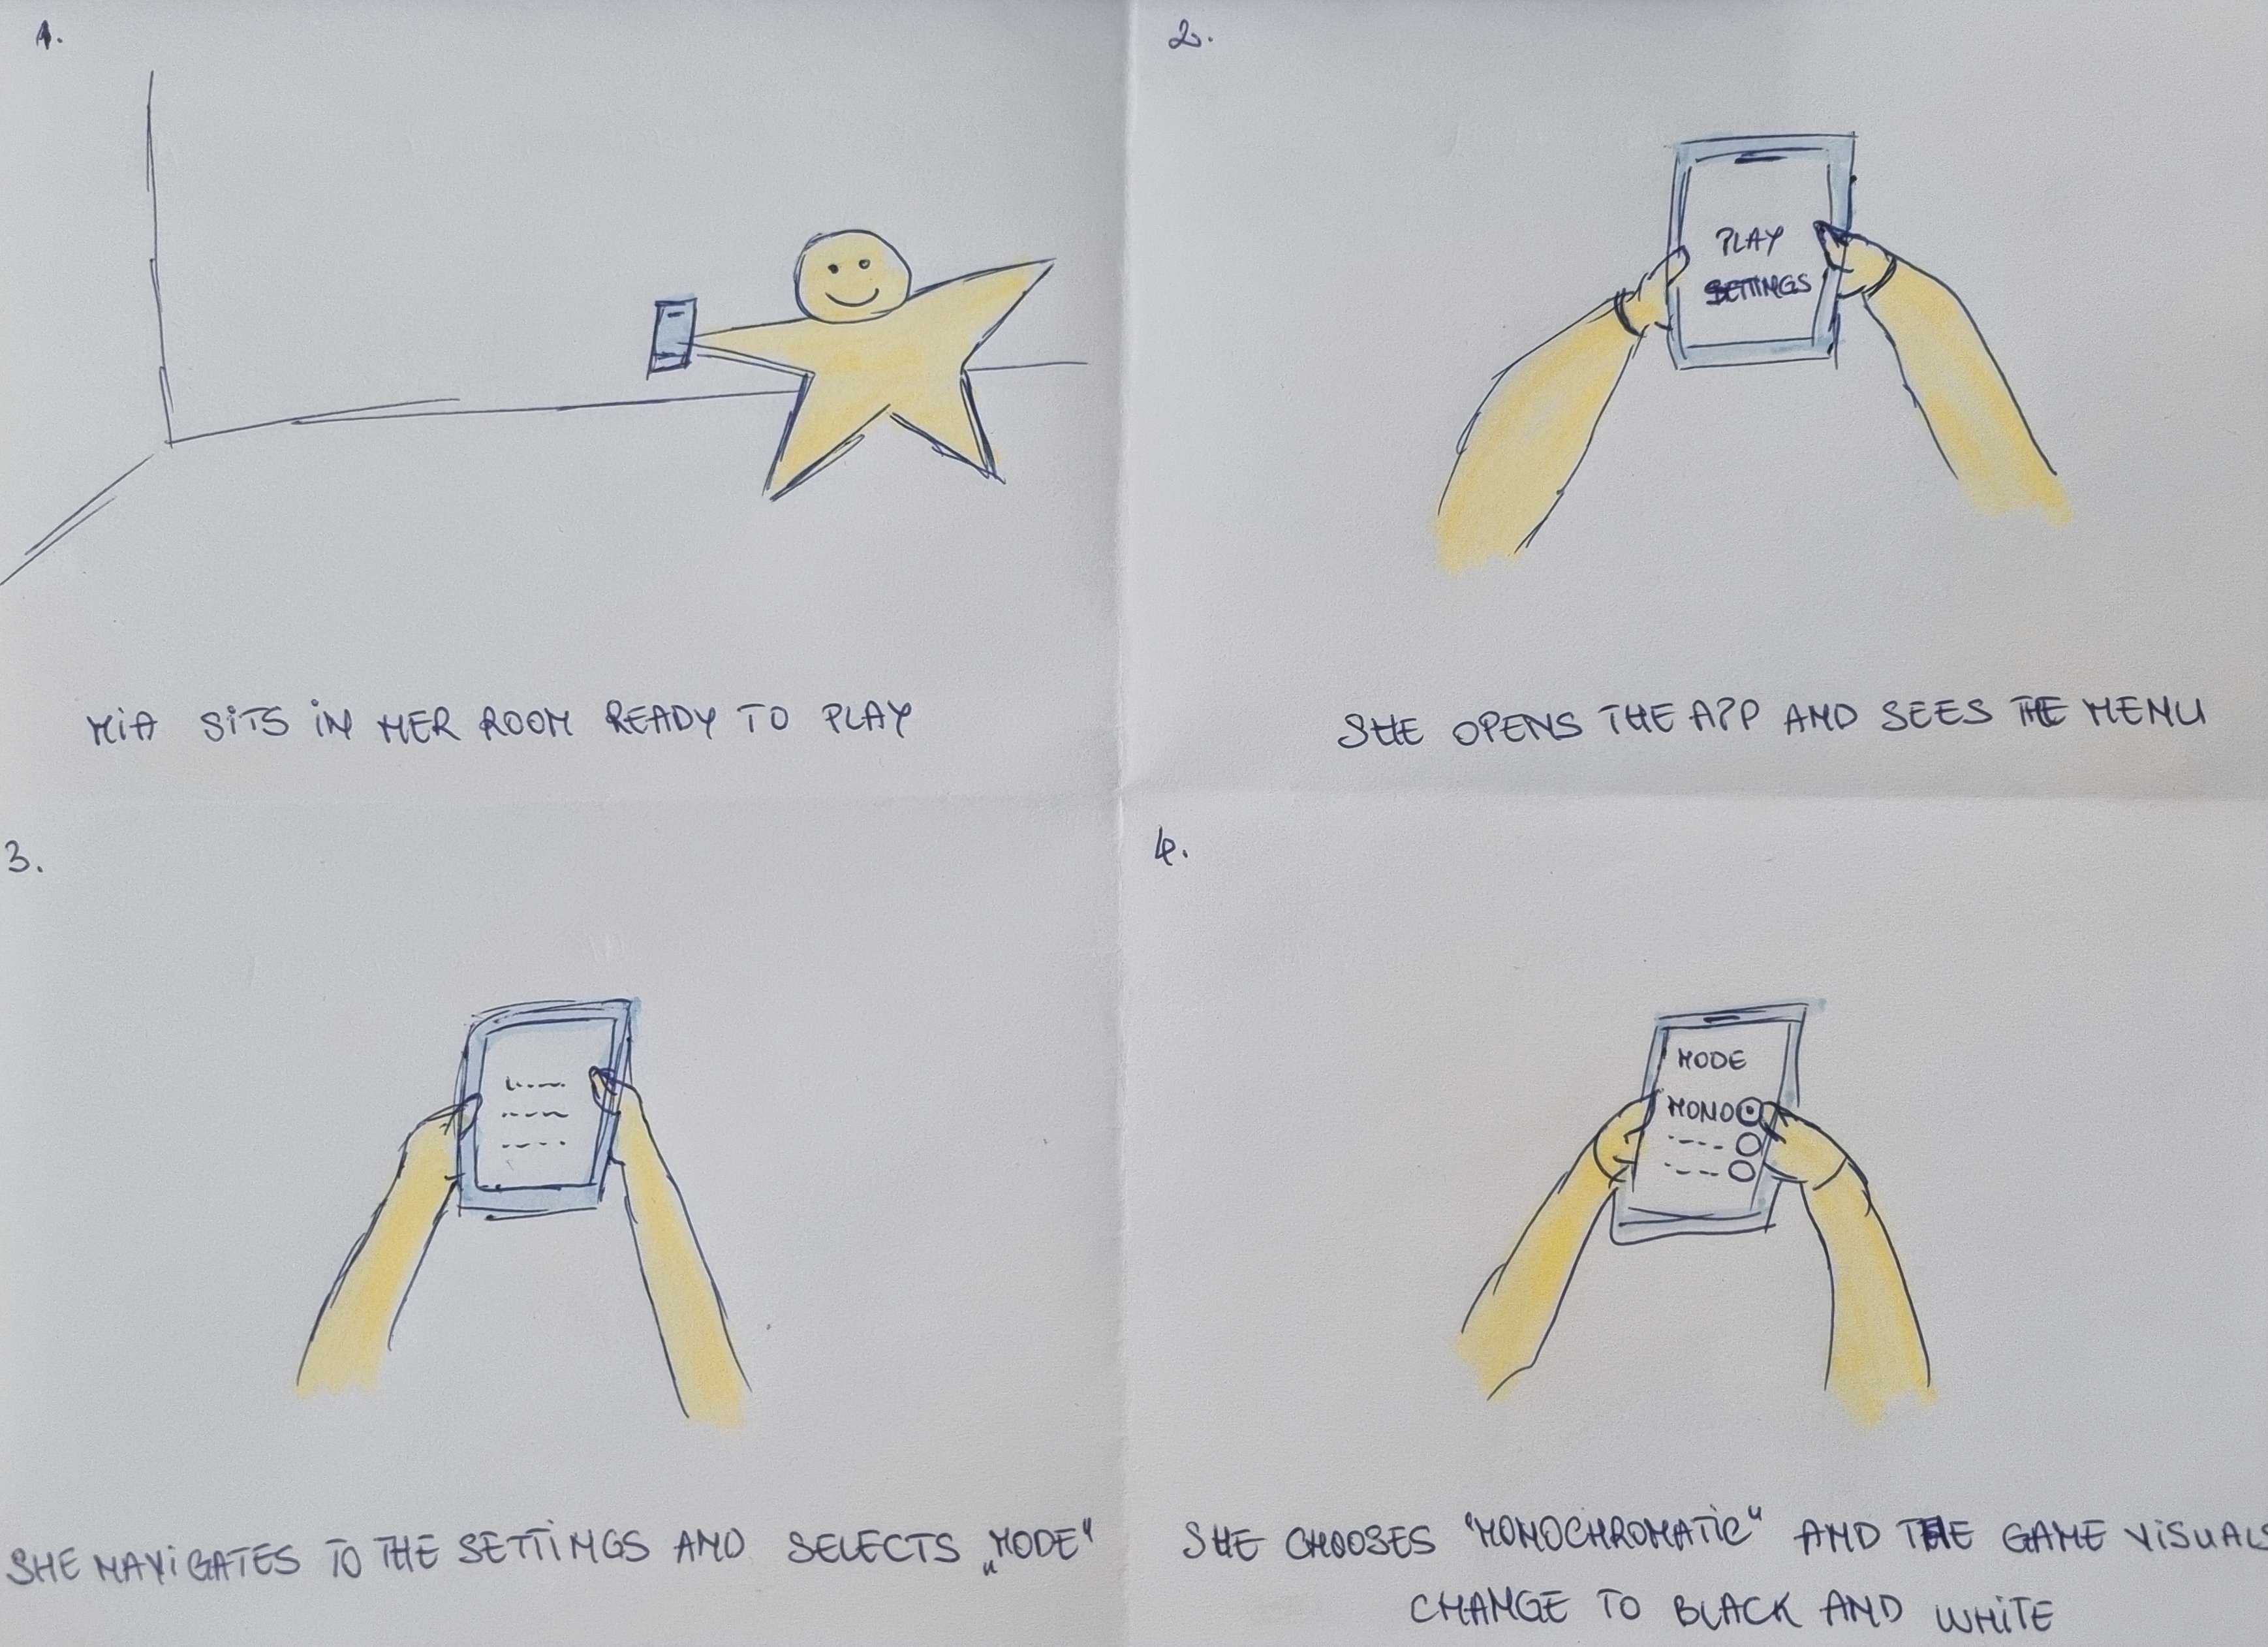 1.
MIA SITS IN HER ROOM READY TO PLAY
2.
PLAY
SETTINGS
SHE OPENS THE APP AND SEES THE MENU
3.
SHE NAVIGATES TO THE SETTINGS AND SELECTS „MODE"
4.
MODE
MONO
SHE CHOOSES "MONOCHROMATIC" AND THE GAME VISUALS
CHANGE TO BLACK AND WHITE